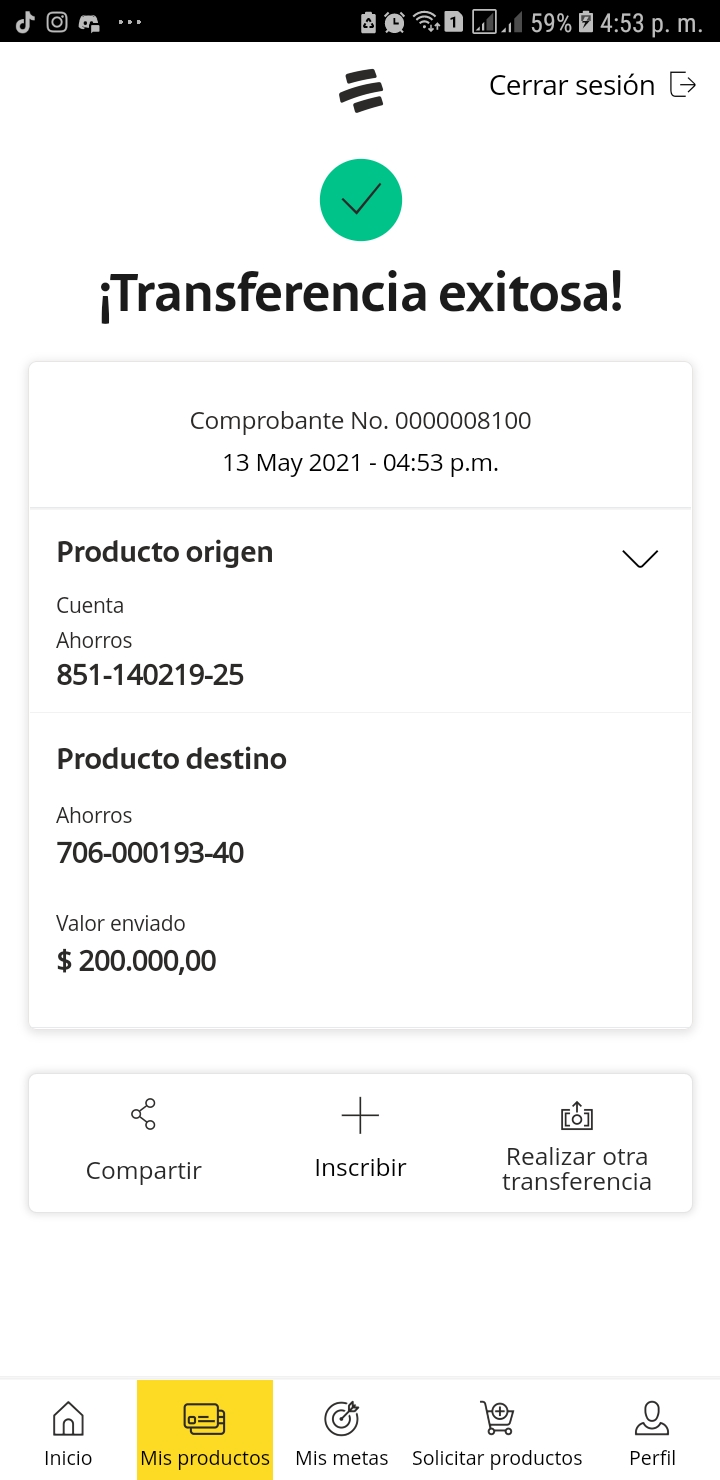 59% 4:53 p. m.
Cerrar sesión
¡Transferencia exitosa!
Comprobante No. 0000008100
13 May 2021 - 04:53 p.m.
Producto origen
Cuenta
Ahorros
851-140219-25
Producto destino
Ahorros
706-000193-40
Valor enviado
$ 200.000,00
Compartir
Inscribir
Realizar otra
transferencia
Inicio
Mis productos
Mis metas
Solicitar productos
Perfil